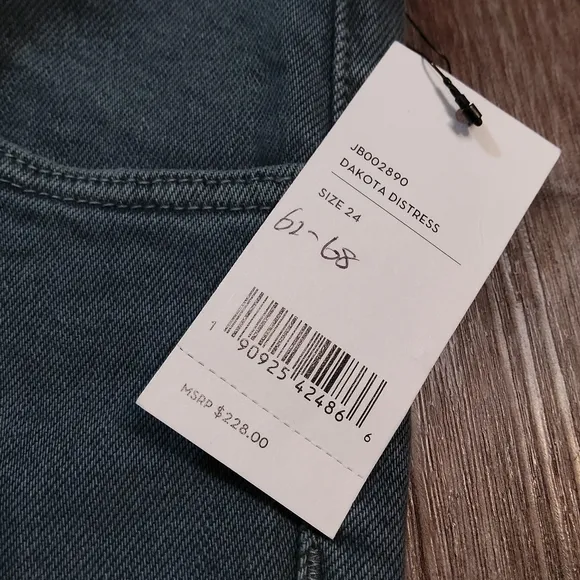 JB002890
DAKOTA DISTRESS
SIZE 24
62-68
1 90925 42486 6
MSRP $228.00